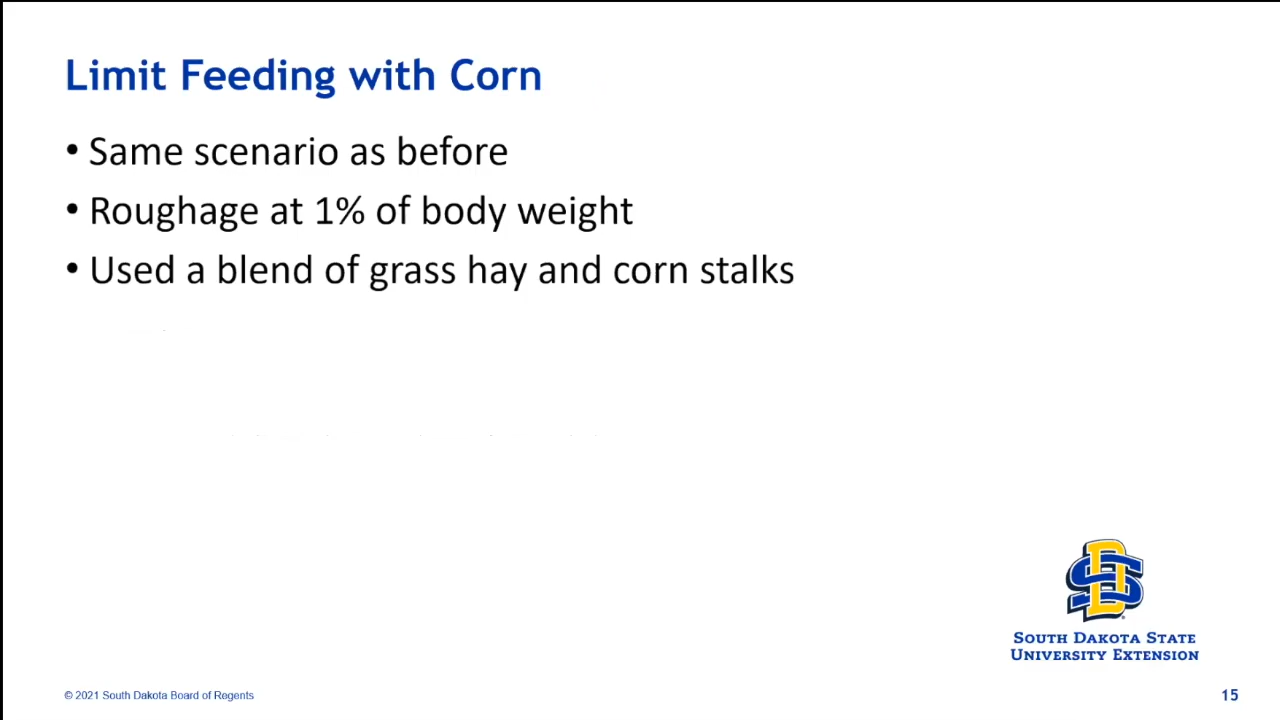 Limit Feeding with Corn
• Same scenario as before
• Roughage at 1% of body weight
• Used a blend of grass hay and corn stalks
SOUTH DAKOTA STATE
UNIVERSITY EXTENSION
© 2021 South Dakota Board of Regents
15